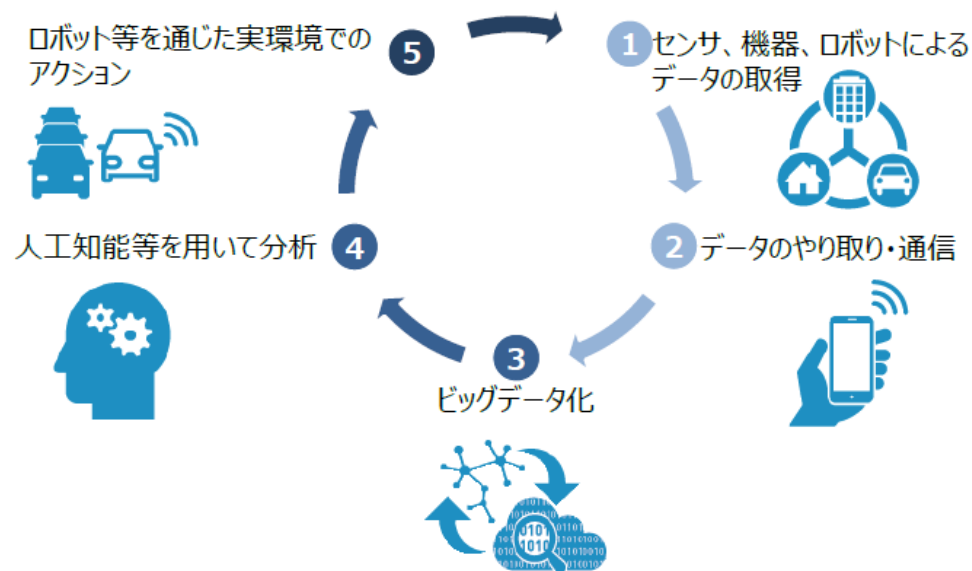 1
センサ、機器、ロボットによる
データの取得
2
データのやり取り・通信
3
ビッグデータ化
4
人工知能等を用いて分析
5
ロボット等を通じた実環境での
アクション